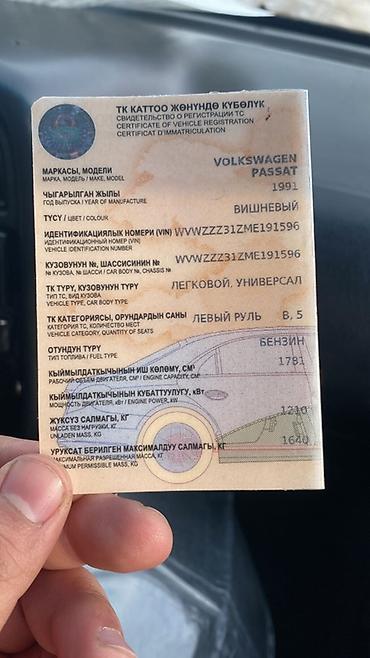 ТК КАТТОО ЖӨНҮНДӨ КҮБӨЛҮК
СВИДЕТЕЛЬСТВО О РЕГИСТРАЦИИ ТС
CERTIFICATE OF VEHICLE REGISTRATION
CERTIFICAT D'IMMATRICULATION
МАРКАСЫ, МОДЕЛИ
МАРКА, МОДЕЛЬ / MAKE, MODEL
VOLKSWAGEN
PASSAT
ЧЫГАРЫЛГАН ЖЫЛЫ
ГОД ВЫПУСКА / YEAR OF MANUFACTURE
1991
ТҮСҮ / ЦВЕТ / COLOUR
ВИШНЕВЫЙ
ИДЕНТИФИКАЦИЯЛЫК НОМЕРИ (VIN) WVWZZZ31ZME191596
ИДЕНТИФИКАЦИОННЫЙ НОМЕР (VIN)
VEHICLE IDENTIFICATION NUMBER
КУЗОВУНУН №, ШАССИСИНИН № WVWZZZ31ZME191596
№ КУЗОВА, № ШАССИ / CAR BODY №, CHASSIS №
ТК ТҮРҮ, КУЗОВУНУН ТҮРҮ ЛЕГКОВОЙ, УНИВЕРСАЛ
ТИП ТС, ВИД КУЗОВА
VEHICLE TYPE, CAR BODY TYPE
ТК КАТЕГОРИЯСЫ, ОРУНДАРДЫН САНЫ ЛЕВЫЙ РУЛЬ В, 5
КАТЕГОРИЯ ТС, КОЛИЧЕСТВО МЕСТ
VEHICLE CATEGORY, QUANTITY OF SEATS
ОТУНДУН ТҮРҮ БЕНЗИН
ТИП ТОПЛИВА / FUEL TYPE
КЫЙМЫЛДАТКЫЧЫНЫН ИШ КӨЛӨМҮ, СМ³ 1781
РАБОЧИЙ ОБЪЕМ ДВИГАТЕЛЯ, СМ³ / ENGINE CAPACITY, CM³
КЫЙМЫЛДАТКЫЧЫНЫН КУБАТТУУЛУГУ, кВт
МОЩНОСТЬ ДВИГАТЕЛЯ, кВт / ENGINE POWER, KW
ЖҮКСҮЗ САЛМАГЫ, КГ 1210
МАССА БЕЗ НАГРУЗКИ, КГ
UNLADEN MASS, KG
УРУКСАТ БЕРИЛГЕН МАКСИМАЛДУУ САЛМАГЫ, КГ 1640
МАКСИМАЛЬНАЯ РАЗРЕШЕННАЯ МАССА, КГ
PERMISSIBLE MASS, KG